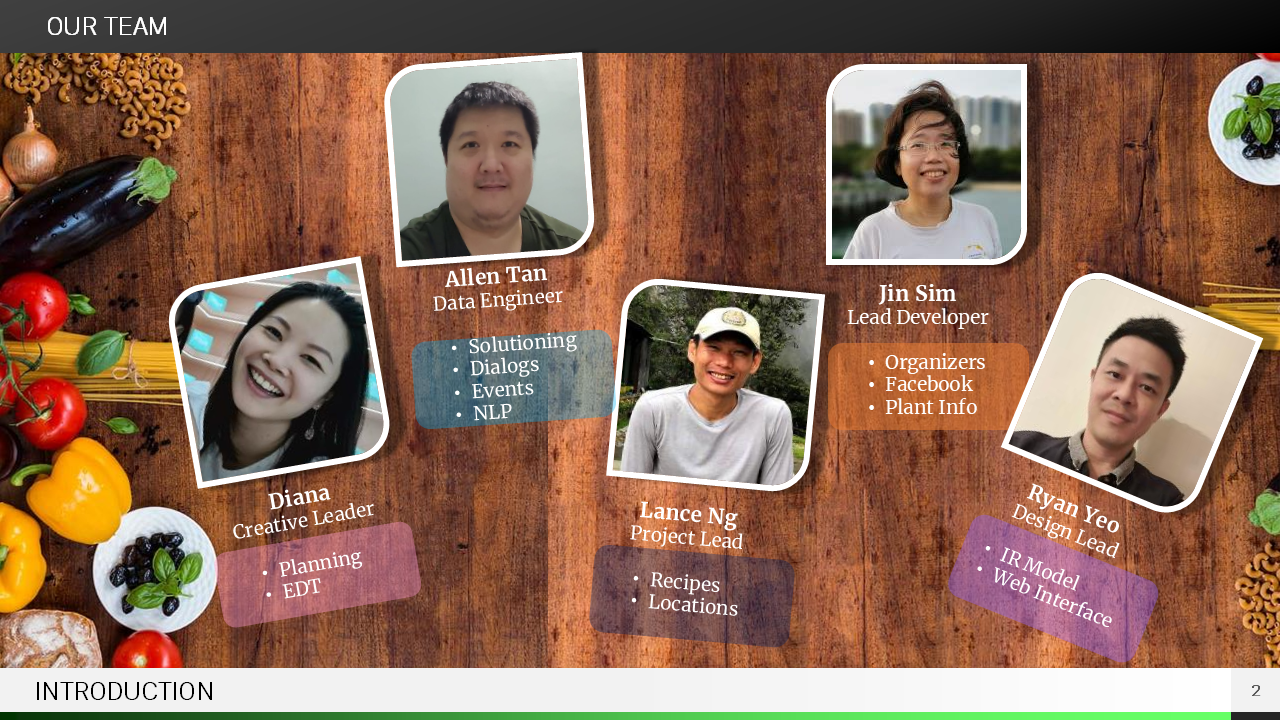 OUR TEAM
Allen Tan
Data Engineer
• Solutioning
• Dialogs
• Events
• NLP
Jin Sim
Lead Developer
• Organizers
• Facebook
• Plant Info
Diana
Creative Leader
• Planning
• EDT
Lance Ng
Project Lead
• Recipes
• Locations
Ryan Yeo
Design Lead
• IR Model
• Web Interface
INTRODUCTION
2